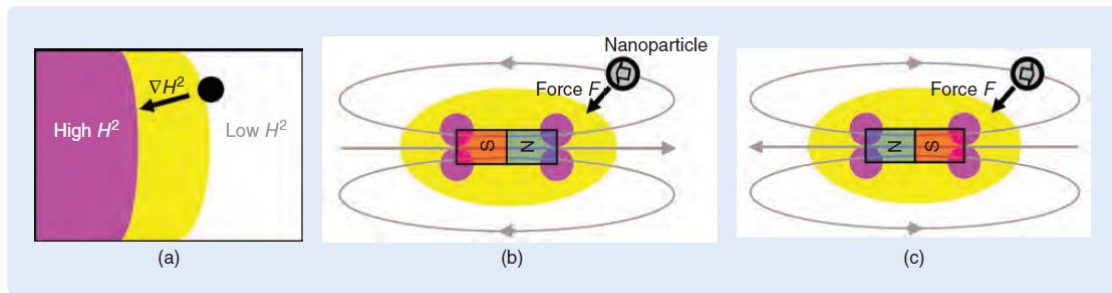 ∇H²
High H²
Low H²
(a)
Nanoparticle
Force F
S
N
(b)
Force F
N
S
(c)